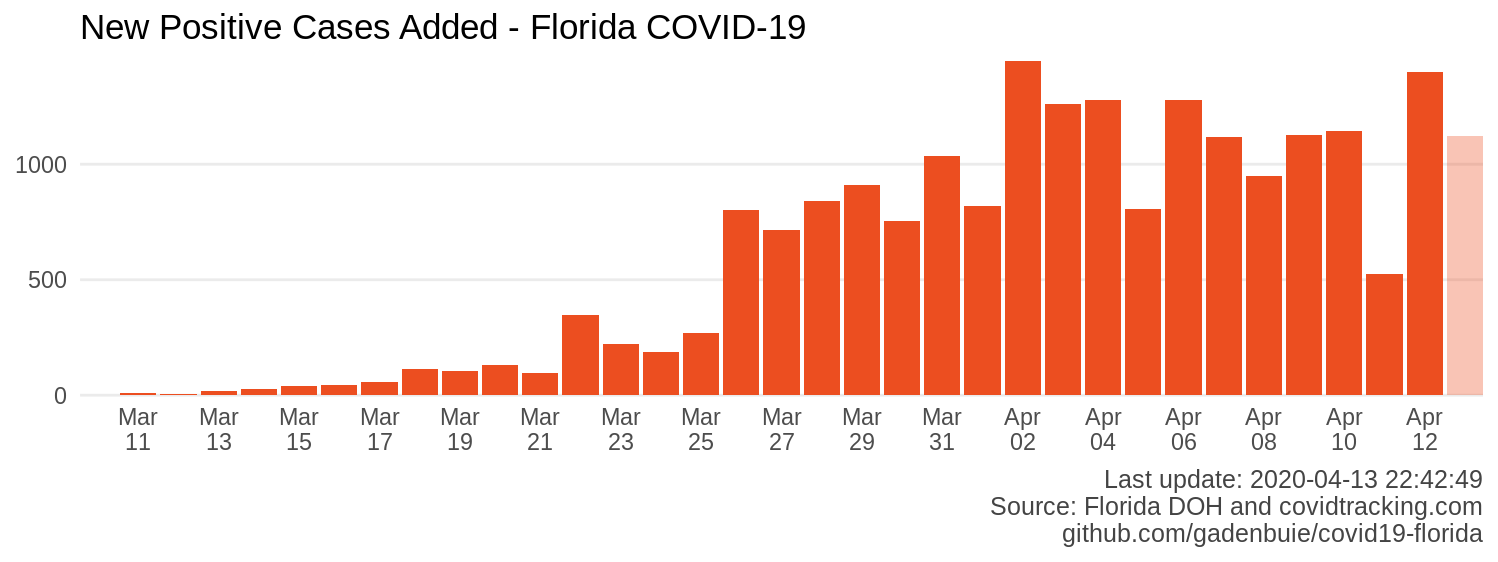 New Positive Cases Added - Florida COVID-19
1000
500
0
Mar Mar Mar Mar Mar Mar Mar Mar Mar Mar Mar Apr Apr Apr Apr Apr Apr
11 13 15 17 19 21 23 25 27 29 31 02 04 06 08 10 12
Last update: 2020-04-13 22:42:49
Source: Florida DOH and covidtracking.com
github.com/gadenbuie/covid19-florida